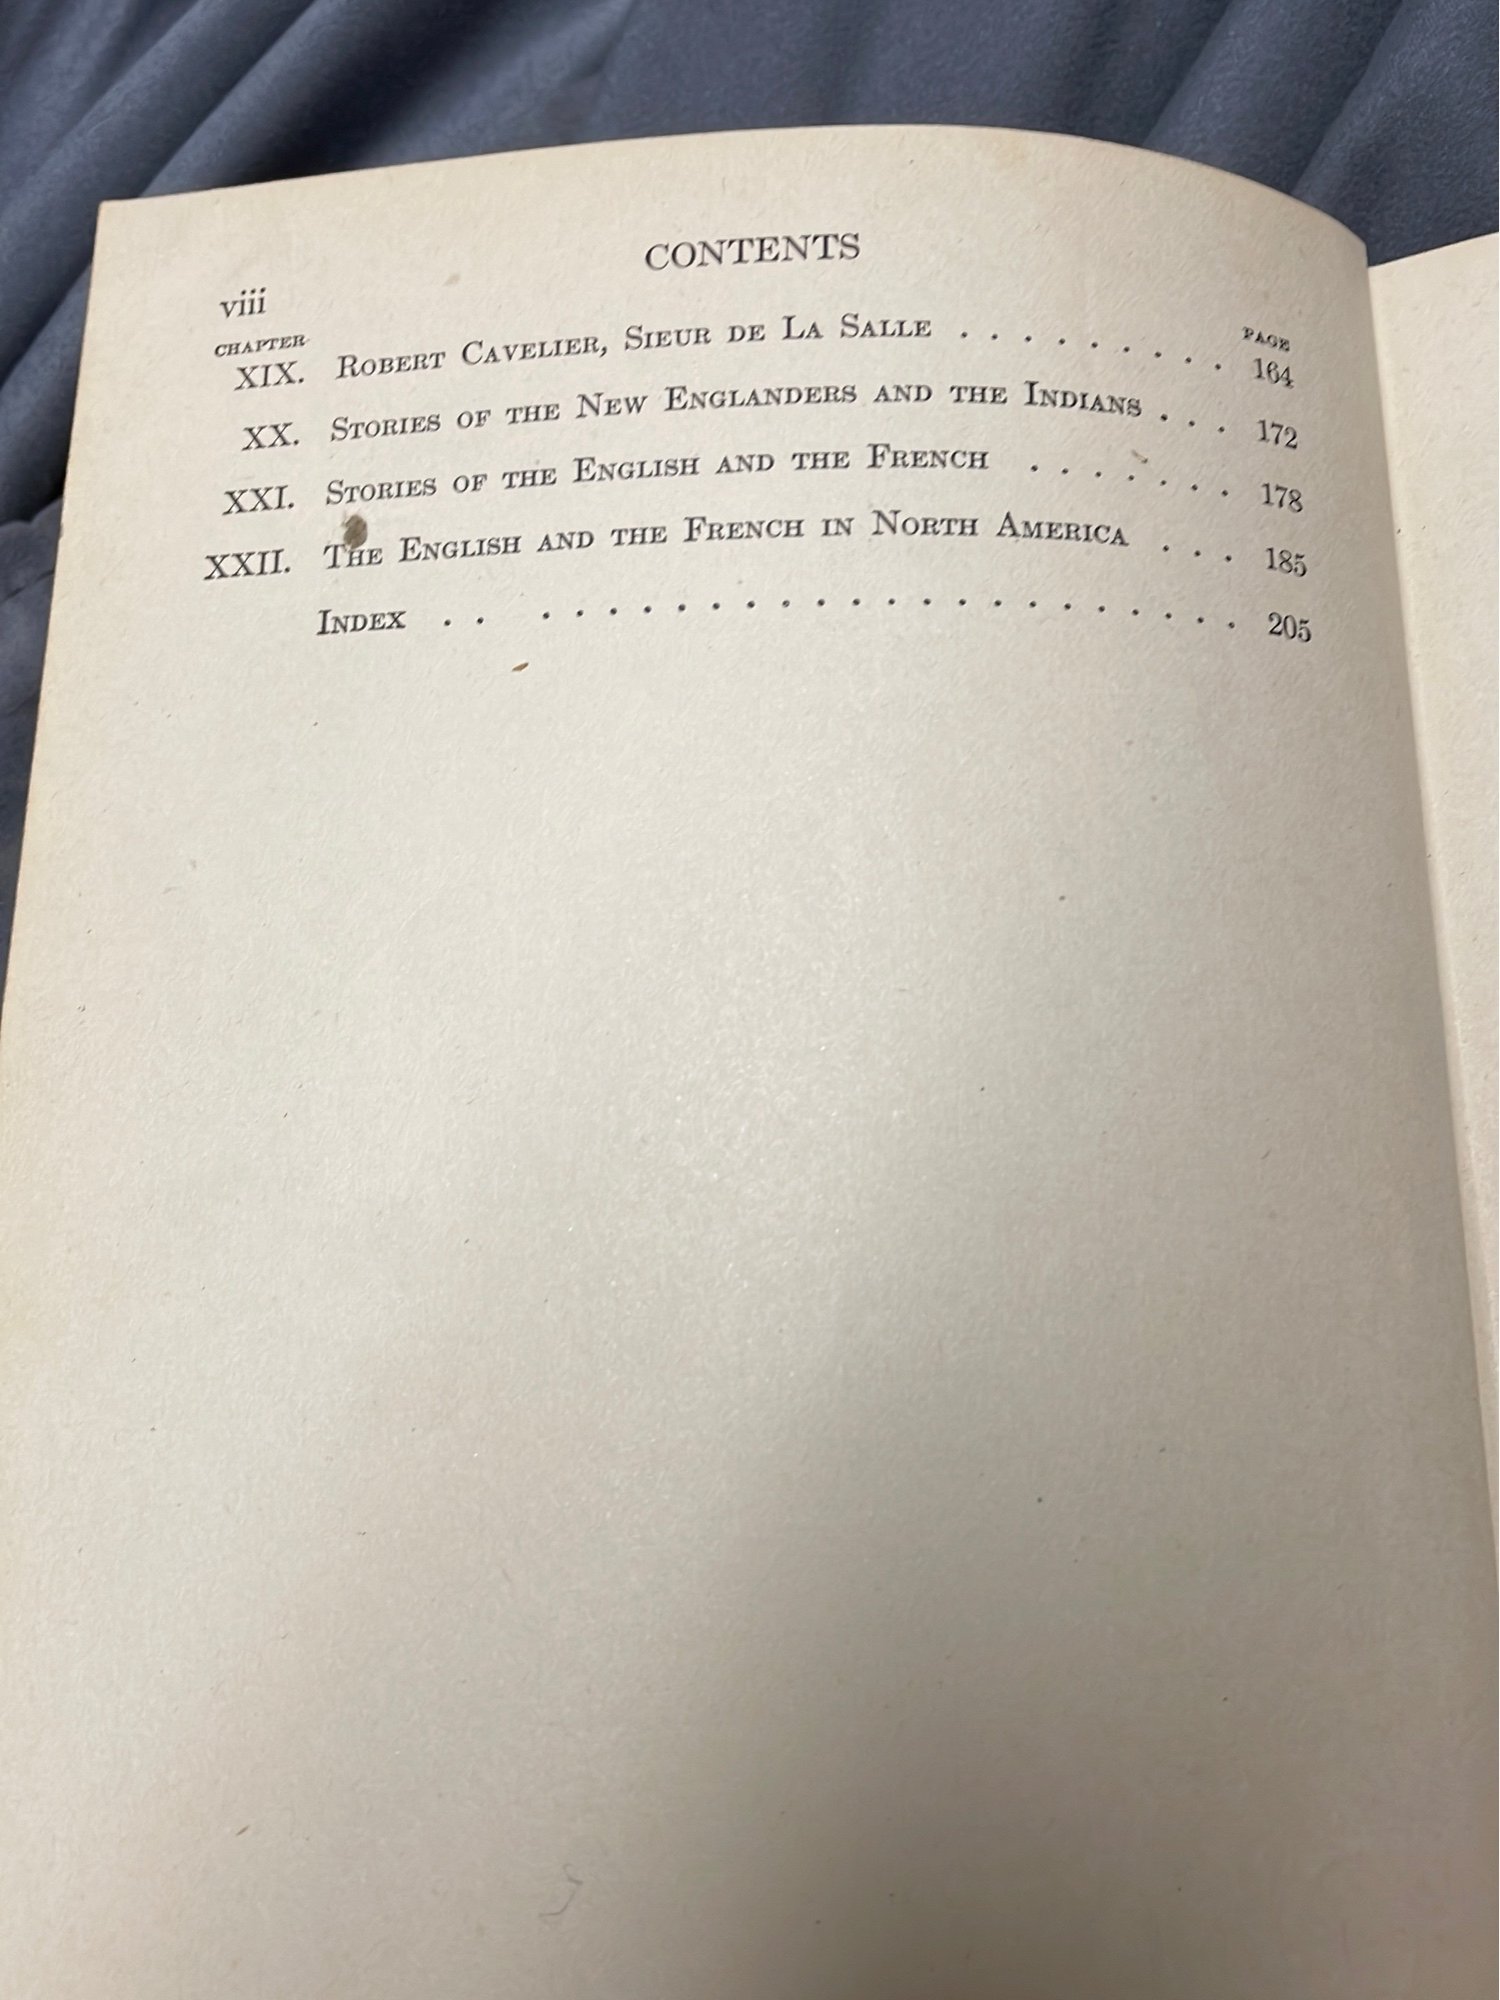 CONTENTS
viii
CHAPTER PAGE
XIX. ROBERT CAVELIER, SIEUR DE LA SALLE . . . . . . . . . 164
XX. STORIES OF THE NEW ENGLANDERS AND THE INDIANS . . . 172
XXI. STORIES OF THE ENGLISH AND THE FRENCH . . . . . . . 178
XXII. THE ENGLISH AND THE FRENCH IN NORTH AMERICA . . . 185
INDEX . . . . . . . . . . . . . . . . . . . . . . . 205